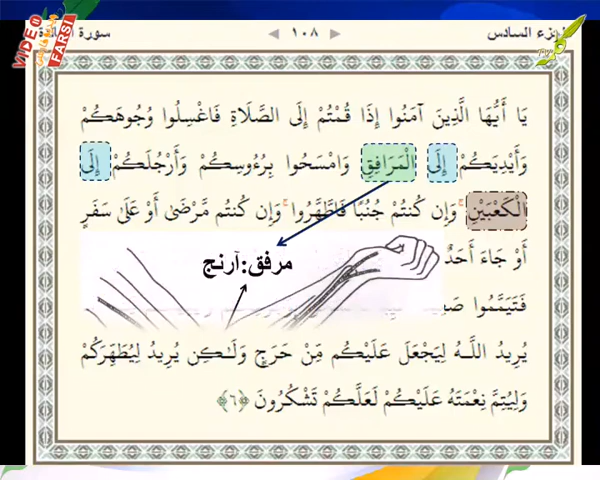 الجزء السادس
١٠٨
سورة
VIDEO
FARSI
يَا أَيُّهَا الَّذِينَ آمَنُوا إِذَا قُمْتُمْ إِلَى الصَّلَاةِ فَاغْسِلُوا وُجُوهَكُمْ
وَأَيْدِيَكُمْ إِلَى الْمَرَافِقِ وَامْسَحُوا بِرُءُوسِكُمْ وَأَرْجُلَكُمْ إِلَى
الْكَعْبَيْنِ ۚ وَإِن كُنتُمْ جُنُبًا فَاطَّهَّرُوا ۚ وَإِن كُنتُم مَّرْضَىٰ أَوْ عَلَىٰ سَفَرٍ
أَوْ جَاءَ أَحَدٌ
مرفق:آرنج
فَتَيَمَّمُوا
يُرِيدُ اللَّـهُ لِيَجْعَلَ عَلَيْكُم مِّنْ حَرَجٍ وَلَـٰكِن يُرِيدُ لِيُطَهِّرَكُمْ
وَلِيُتِمَّ نِعْمَتَهُ عَلَيْكُمْ لَعَلَّكُمْ تَشْكُرُونَ ﴿٦﴾